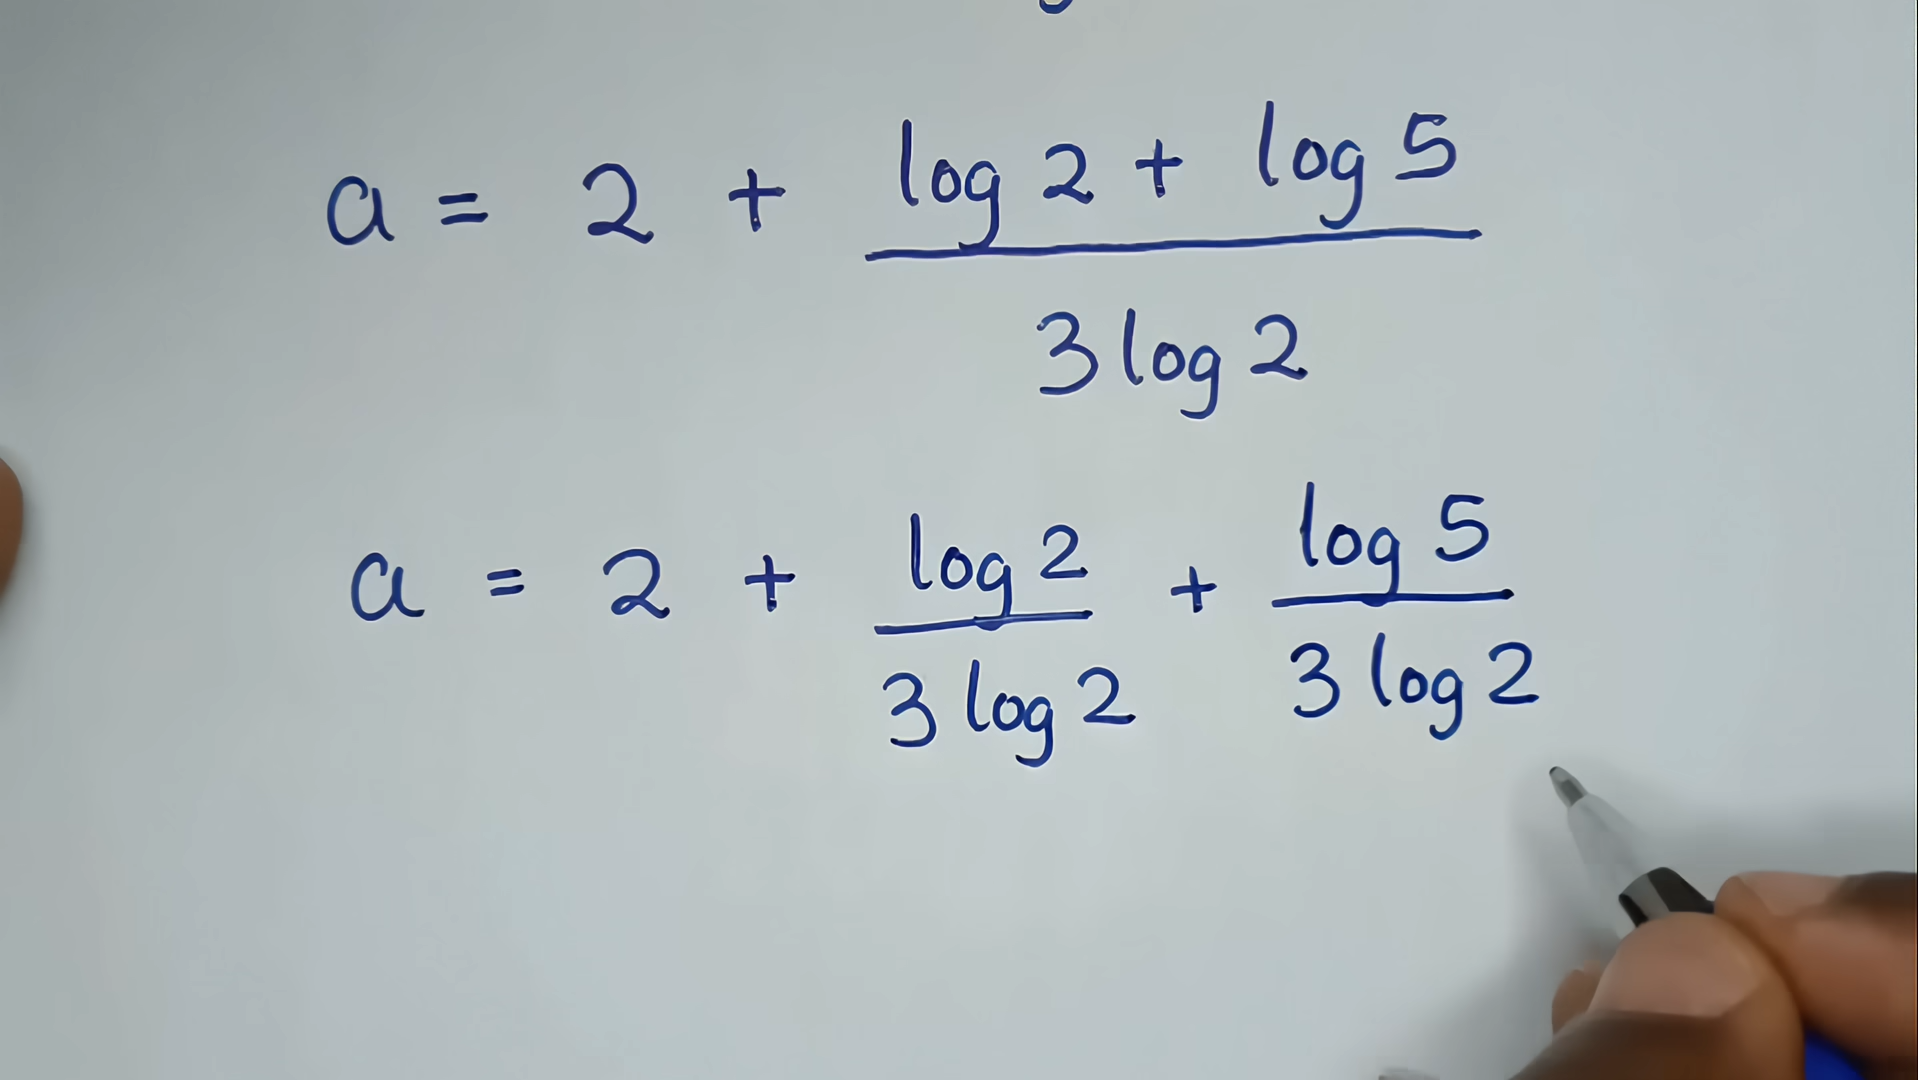 a = 2 + (log 2 + log 5) / (3 log 2)
a = 2 + (log 2) / (3 log 2) + (log 5) / (3 log 2)